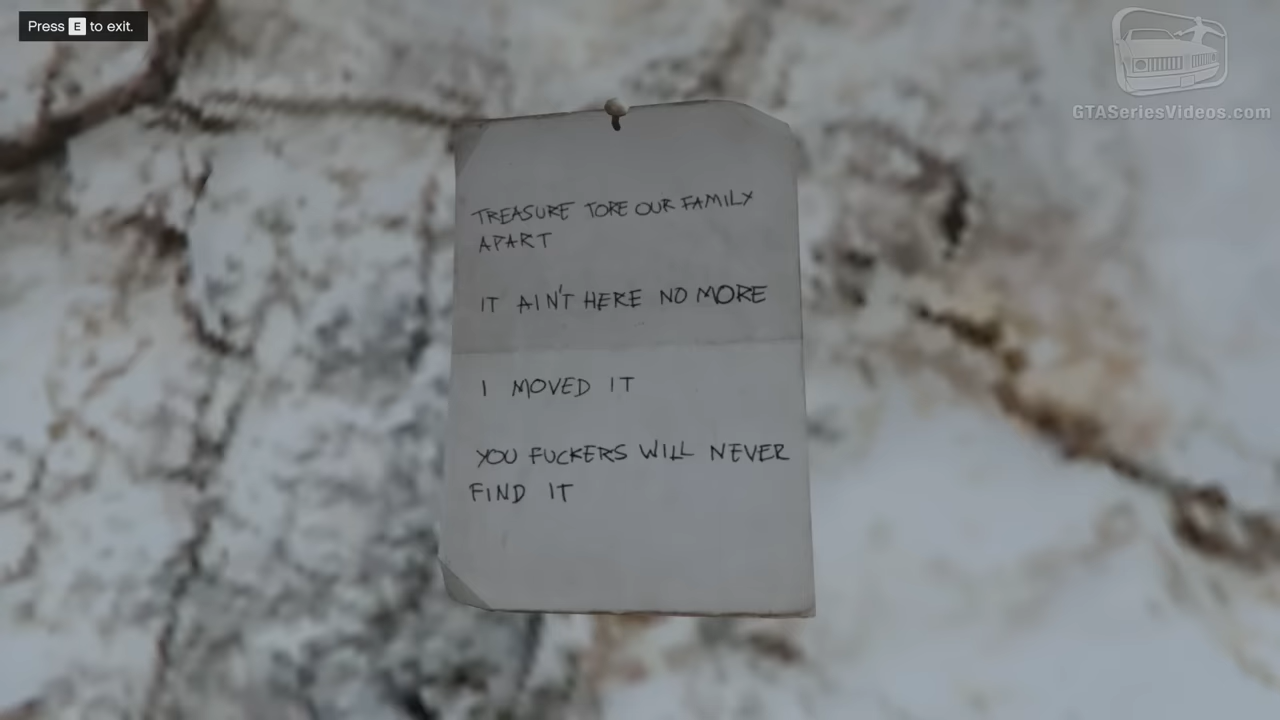 Press E to exit.
GTASeriesVideos.com
TREASURE TORE OUR FAMILY
APART
IT AIN'T HERE NO MORE
I MOVED IT
YOU FUCKERS WILL NEVER
FIND IT